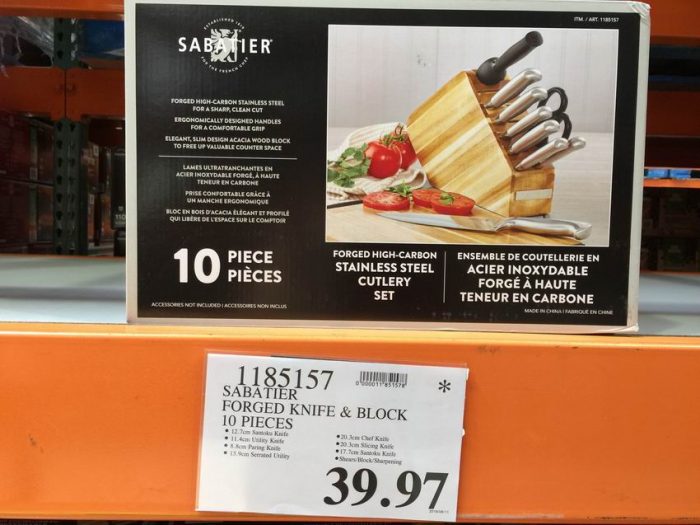 ITM. / ART. 1185157
ESTABLISHED 1812
SABATIER
FOR THE FRENCH CHEF
FORGED HIGH-CARBON STAINLESS STEEL
FOR A SHARP, CLEAN CUT
ERGONOMICALLY DESIGNED HANDLES
FOR A COMFORTABLE GRIP
ELEGANT, SLIM DESIGN ACACIA WOOD BLOCK
TO FREE UP VALUABLE COUNTER SPACE
LAMES ULTRATRANCHANTES EN
ACIER INOXYDABLE FORGÉ, À HAUTE
TENEUR EN CARBONE
PRISE CONFORTABLE GRÂCE À
UN MANCHE ERGONOMIQUE
BLOC EN BOIS D'ACACIA ÉLÉGANT ET PROFILÉ
QUI LIBÈRE DE L'ESPACE SUR LE COMPTOIR
10 PIECE
PIÈCES
ACCESSORIES NOT INCLUDED | ACCESSOIRES NON INCLUS
FORGED HIGH-CARBON
STAINLESS STEEL
CUTLERY
SET
ENSEMBLE DE COUTELLERIE EN
ACIER INOXYDABLE
FORGÉ À HAUTE
TENEUR EN CARBONE
MADE IN CHINA | FABRIQUÉ EN CHINE
1185157 *
SABATIER
FORGED KNIFE & BLOCK
10 PIECES
• 12.7cm Santoku Knife
• 11.4cm Utility Knife
• 8.8cm Paring Knife
• 13.9cm Serrated Utility
•20.3cm Chef Knife
•20.3cm Slicing Knife
•17.7cm Santoku Knife
•Shears/Block/Sharpening
39.97